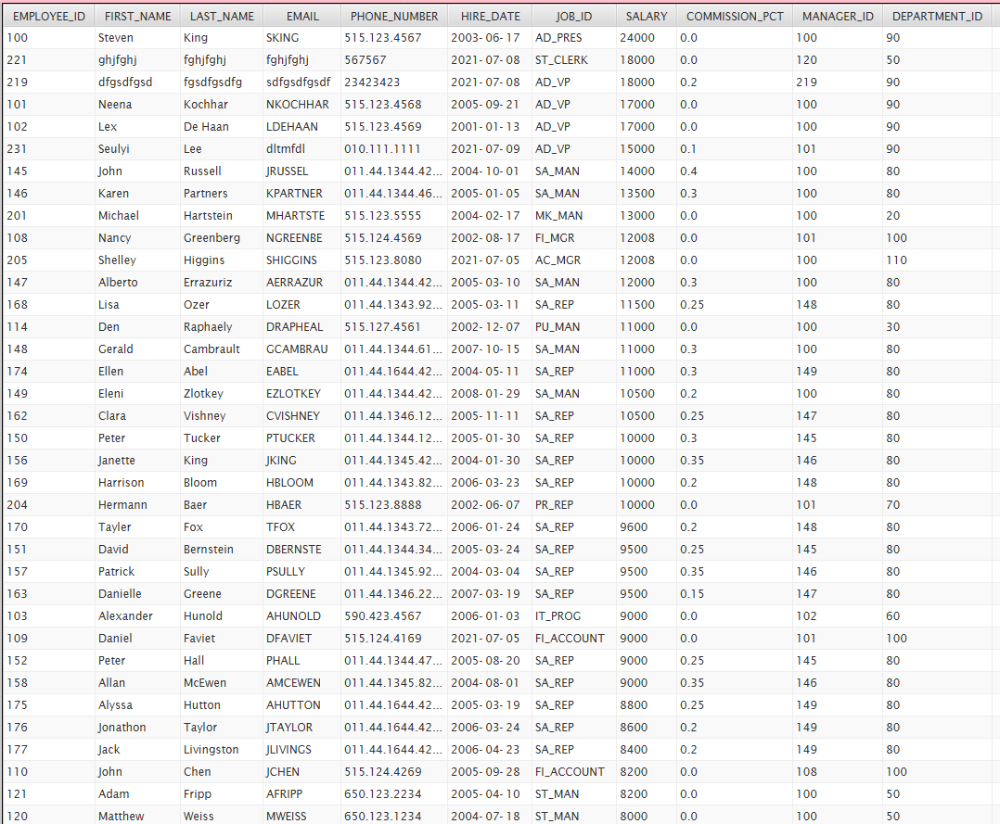 EMPLOYEE_ID FIRST_NAME LAST_NAME EMAIL PHONE_NUMBER HIRE_DATE JOB_ID SALARY COMMISSION_PCT MANAGER_ID DEPARTMENT_ID
100 Steven King SKING 515.123.4567 2003-06-17 AD_PRES 24000 0.0 100 90
221 ghjfghj fghjfghj fghjfghj 567567 2021-07-08 ST_CLERK 18000 0.0 120 50
219 dfgsdfgsd fgsdfgsdfg sdfgsdfgsdf 23423423 2021-07-08 AD_VP 18000 0.2 219 90
101 Neena Kochhar NKOCHHAR 515.123.4568 2005-09-21 AD_VP 17000 0.0 100 90
102 Lex De Haan LDEHAAN 515.123.4569 2001-01-13 AD_VP 17000 0.0 100 90
231 Seulyi Lee dltmfdl 010.111.1111 2021-07-09 AD_VP 15000 0.1 101 90
145 John Russell JRUSSEL 011.44.1344.42... 2004-10-01 SA_MAN 14000 0.4 100 80
146 Karen Partners KPARTNER 011.44.1344.46... 2005-01-05 SA_MAN 13500 0.3 100 80
201 Michael Hartstein MHARTSTE 515.123.5555 2004-02-17 MK_MAN 13000 0.0 100 20
108 Nancy Greenberg NGREENBE 515.124.4569 2002-08-17 FI_MGR 12008 0.0 101 100
205 Shelley Higgins SHIGGINS 515.123.8080 2021-07-05 AC_MGR 12008 0.0 100 110
147 Alberto Errazuriz AERRAZUR 011.44.1344.42... 2005-03-10 SA_MAN 12000 0.3 100 80
168 Lisa Ozer LOZER 011.44.1343.92... 2005-03-11 SA_REP 11500 0.25 148 80
114 Den Raphaely DRAPHEAL 515.127.4561 2002-12-07 PU_MAN 11000 0.0 100 30
148 Gerald Cambrault GCAMBRAU 011.44.1344.61... 2007-10-15 SA_MAN 11000 0.3 100 80
174 Ellen Abel EABEL 011.44.1644.42... 2004-05-11 SA_REP 11000 0.3 149 80
149 Eleni Zlotkey EZLOTKEY 011.44.1344.42... 2008-01-29 SA_MAN 10500 0.2 100 80
162 Clara Vishney CVISHNEY 011.44.1346.12... 2005-11-11 SA_REP 10500 0.25 147 80
150 Peter Tucker PTUCKER 011.44.1344.12... 2005-01-30 SA_REP 10000 0.3 145 80
156 Janette King JKING 011.44.1345.42... 2004-01-30 SA_REP 10000 0.35 146 80
169 Harrison Bloom HBLOOM 011.44.1343.82... 2006-03-23 SA_REP 10000 0.2 148 80
204 Hermann Baer HBAER 515.123.8888 2002-06-07 PR_REP 10000 0.0 101 70
170 Tayler Fox TFOX 011.44.1343.72... 2006-01-24 SA_REP 9600 0.2 148 80
151 David Bernstein DBERNSTE 011.44.1344.34... 2005-03-24 SA_REP 9500 0.25 145 80
157 Patrick Sully PSULLY 011.44.1345.92... 2004-03-04 SA_REP 9500 0.35 146 80
163 Danielle Greene DGREENE 011.44.1346.22... 2007-03-19 SA_REP 9500 0.15 147 80
103 Alexander Hunold AHUNOLD 590.423.4567 2006-01-03 IT_PROG 9000 0.0 102 60
109 Daniel Faviet DFAVIET 515.124.4169 2021-07-05 FI_ACCOUNT 9000 0.0 101 100
152 Peter Hall PHALL 011.44.1344.47... 2005-08-20 SA_REP 9000 0.25 145 80
158 Allan McEwen AMCEWEN 011.44.1345.82... 2004-08-01 SA_REP 9000 0.35 146 80
175 Alyssa Hutton AHUTTON 011.44.1644.42... 2005-03-19 SA_REP 8800 0.25 149 80
176 Jonathon Taylor JTAYLOR 011.44.1644.42... 2006-03-24 SA_REP 8600 0.2 149 80
177 Jack Livingston JLIVINGS 011.44.1644.42... 2006-04-23 SA_REP 8400 0.2 149 80
110 John Chen JCHEN 515.124.4269 2005-09-28 FI_ACCOUNT 8200 0.0 108 100
121 Adam Fripp AFRIPP 650.123.2234 2005-04-10 ST_MAN 8200 0.0 100 50
120 Matthew Weiss MWEISS 650.123.1234 2004-07-18 ST_MAN 8000 0.0 100 50